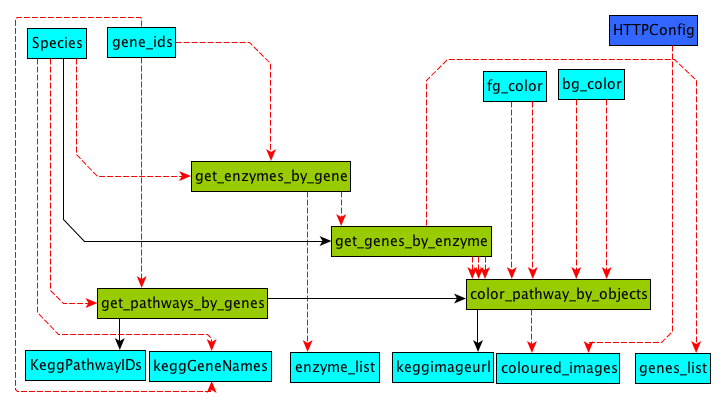 HTTPConfig
Species
gene_ids
fg_color
bg_color
get_enzymes_by_gene
get_genes_by_enzyme
get_pathways_by_genes
color_pathway_by_objects
KeggPathwayIDs
keggGeneNames
enzyme_list
keggimageurl
coloured_images
genes_list